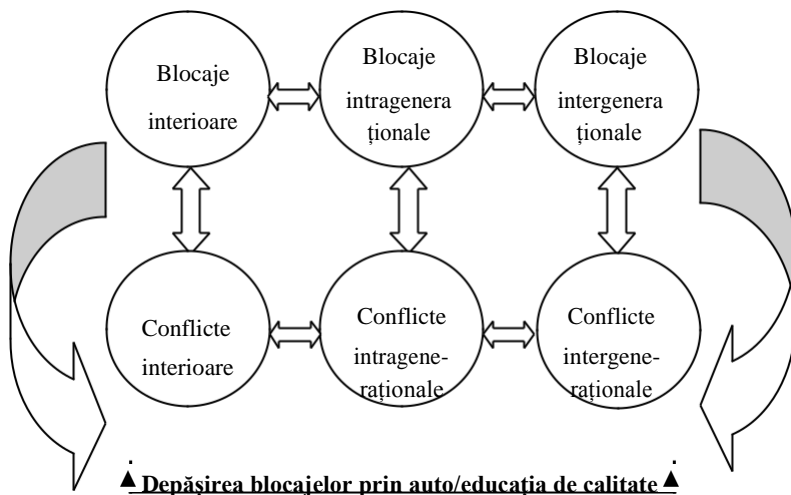 Blocaje
interioare
Blocaje
intragenera
ționale
Blocaje
intergenera
ționale
Conflicte
interioare
Conflicte
intragene-
raționale
Conflicte
intergene-
raționale
Depășirea blocajelor prin auto/educația de calitate